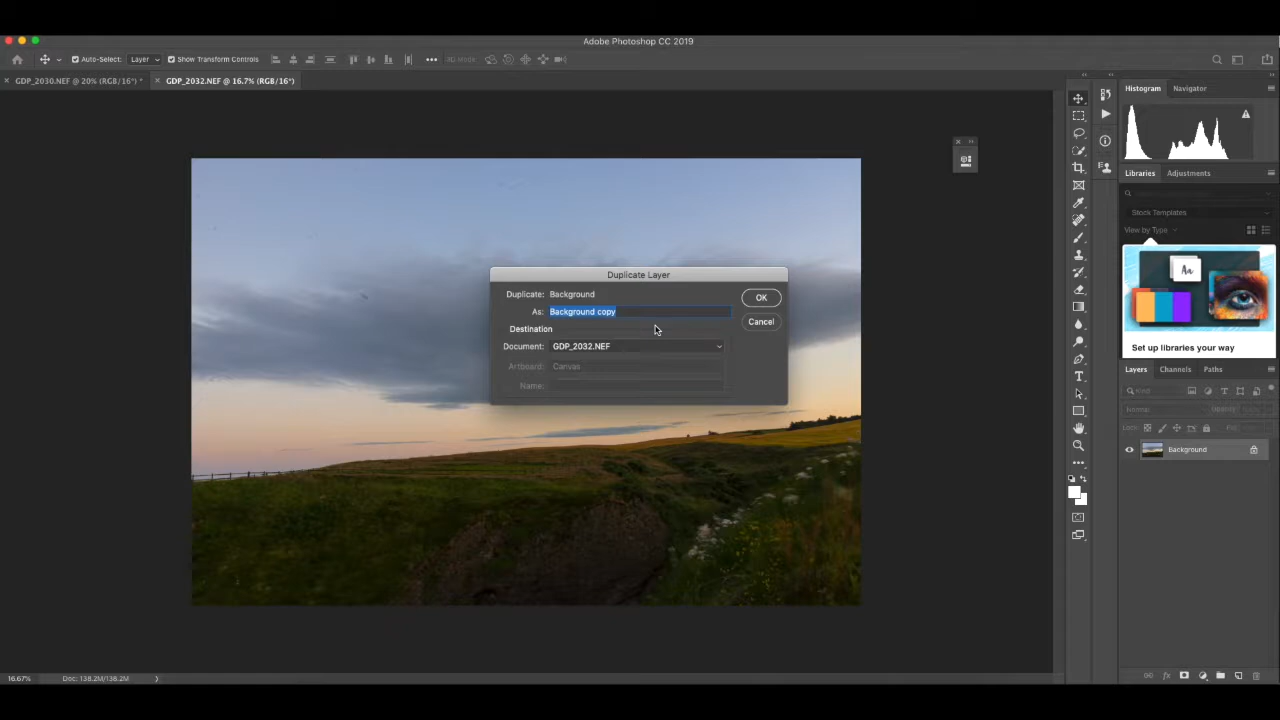 Adobe Photoshop CC 2019
Auto-Select: Layer Show Transform Controls 3D Mode:
GDP_2030.NEF @ 20% (RGB/16*) * GDP_2032.NEF @ 16.7% (RGB/16*)
Histogram Navigator
Libraries Adjustments
Stock Templates
View by Type
Aa
Set up libraries your way
Layers Channels Paths
Kind
Normal Opacity:
Lock: Fill:
Background
Duplicate Layer
Duplicate: Background
As: Background copy
Destination
Document: GDP_2032.NEF
Artboard: Canvas
Name:
OK
Cancel
16.67% Doc: 138.2M/138.2M